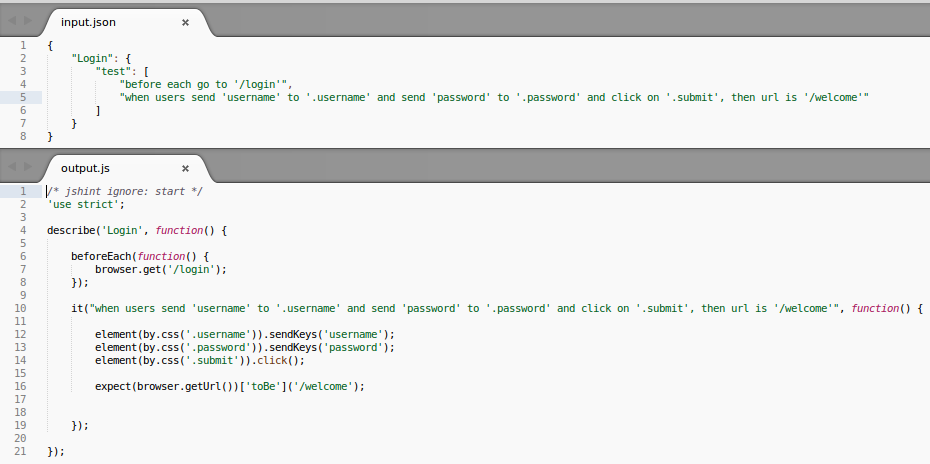 input.json ×
1 {
2     "Login": {
3         "test": [
4             "before each go to '/login'",
5             "when users send 'username' to '.username' and send 'password' to '.password' and click on '.submit', then url is '/welcome'"
6         ]
7     }
8 }
output.js ×
1 /* jshint ignore: start */
2 'use strict';
3
4 describe('Login', function() {
5
6     beforeEach(function() {
7         browser.get('/login');
8     });
9
10     it("when users send 'username' to '.username' and send 'password' to '.password' and click on '.submit', then url is '/welcome'", function() {
11
12         element(by.css('.username')).sendKeys('username');
13         element(by.css('.password')).sendKeys('password');
14         element(by.css('.submit')).click();
15
16         expect(browser.getUrl())['toBe']('/welcome');
17
18
19     });
20
21 });